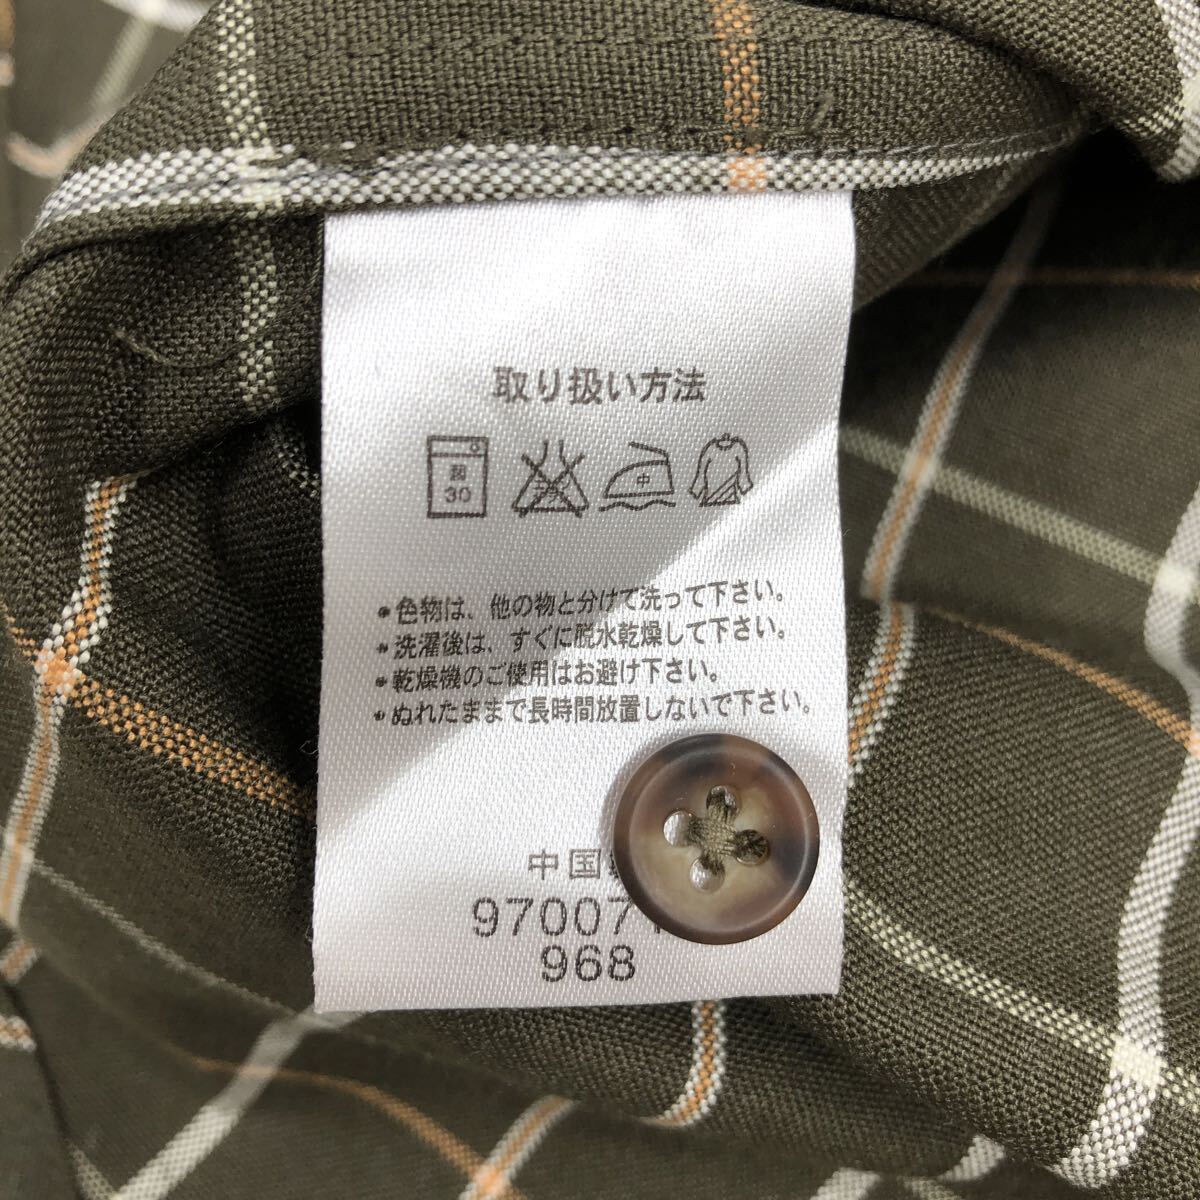 取り扱い方法
30 中
・色物は、他の物と分けて洗って下さい。
・洗濯後は、すぐに脱水乾燥して下さい。
・乾燥機のご使用はお避け下さい。
・ぬれたままで長時間放置しないで下さい。
中国
97007
968